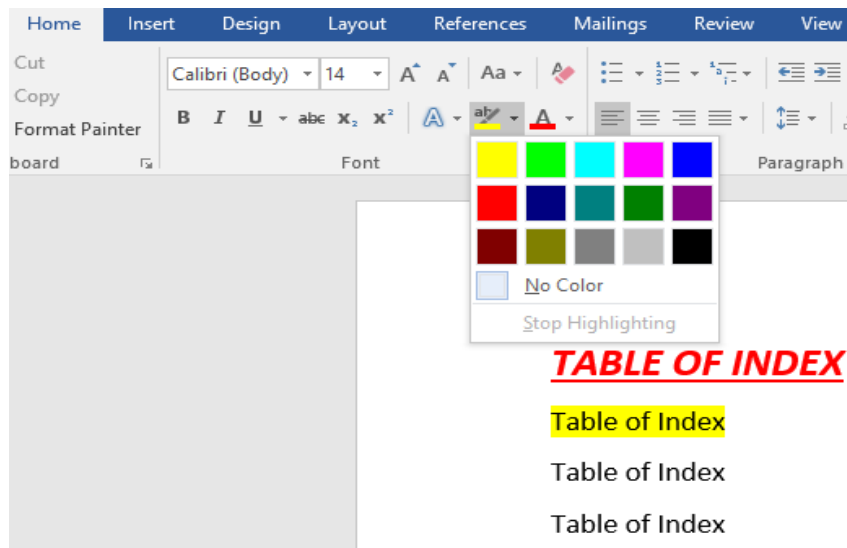 Home Insert Design Layout References Mailings Review View
Cut
Calibri (Body) 14 A A Aa
Copy
Format Painter B I U abc X₂ X² A ab A
board Font Paragraph
No Color
Stop Highlighting
TABLE OF INDEX
Table of Index
Table of Index
Table of Index